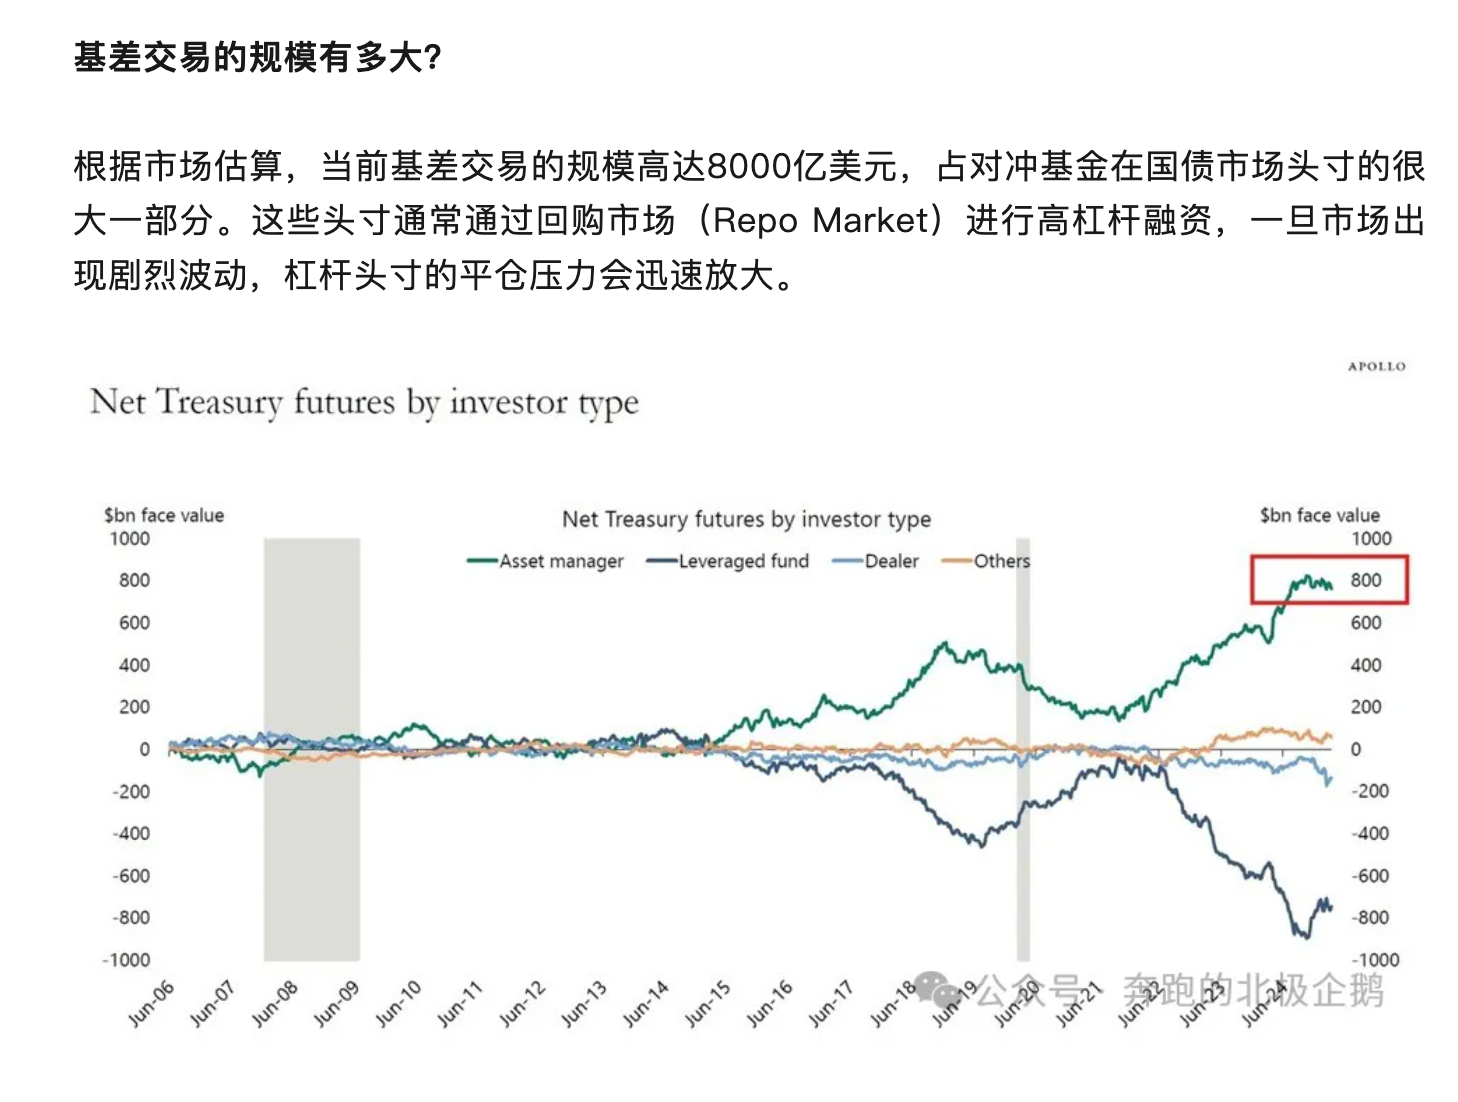 基差交易的规模有多大？
根据市场估算，当前基差交易的规模高达8000亿美元，占对冲基金在国债市场头寸的很
大一部分。这些头寸通常通过回购市场（Repo Market）进行高杠杆融资，一旦市场出
现剧烈波动，杠杆头寸的平仓压力会迅速放大。
APOLLO
Net Treasury futures by investor type
$bn face value
Net Treasury futures by investor type
$bn face value
Asset manager Leveraged fund Dealer Others
1000 1000
800 800
600 600
400 400
200 200
0 0
-200 -200
-400 -400
-600 -600
-800 -800
-1000 -1000
Jun-06 Jun-07 Jun-08 Jun-09 Jun-10 Jun-11 Jun-12 Jun-13 Jun-14 Jun-15 Jun-16 Jun-17 Jun-18 Jun-19 Jun-20 Jun-21 Jun-22 Jun-23 Jun-24
公众号 奔跑的北极企鹅